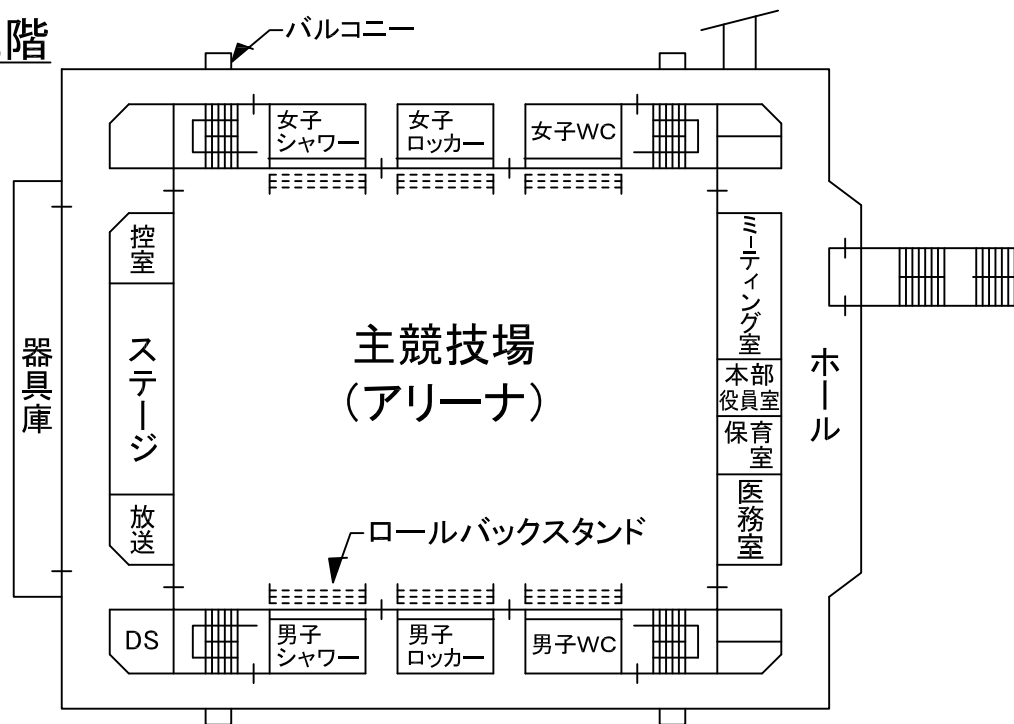 階
バルコニー
女子
シャワー
女子
ロッカー
女子WC
控室
ステージ
放送
器具庫
主競技場
(アリーナ)
ミーティング室
本部
役員室
保育室
医務室
ホール
ロールバックスタンド
DS
男子
シャワー
男子
ロッカー
男子WC